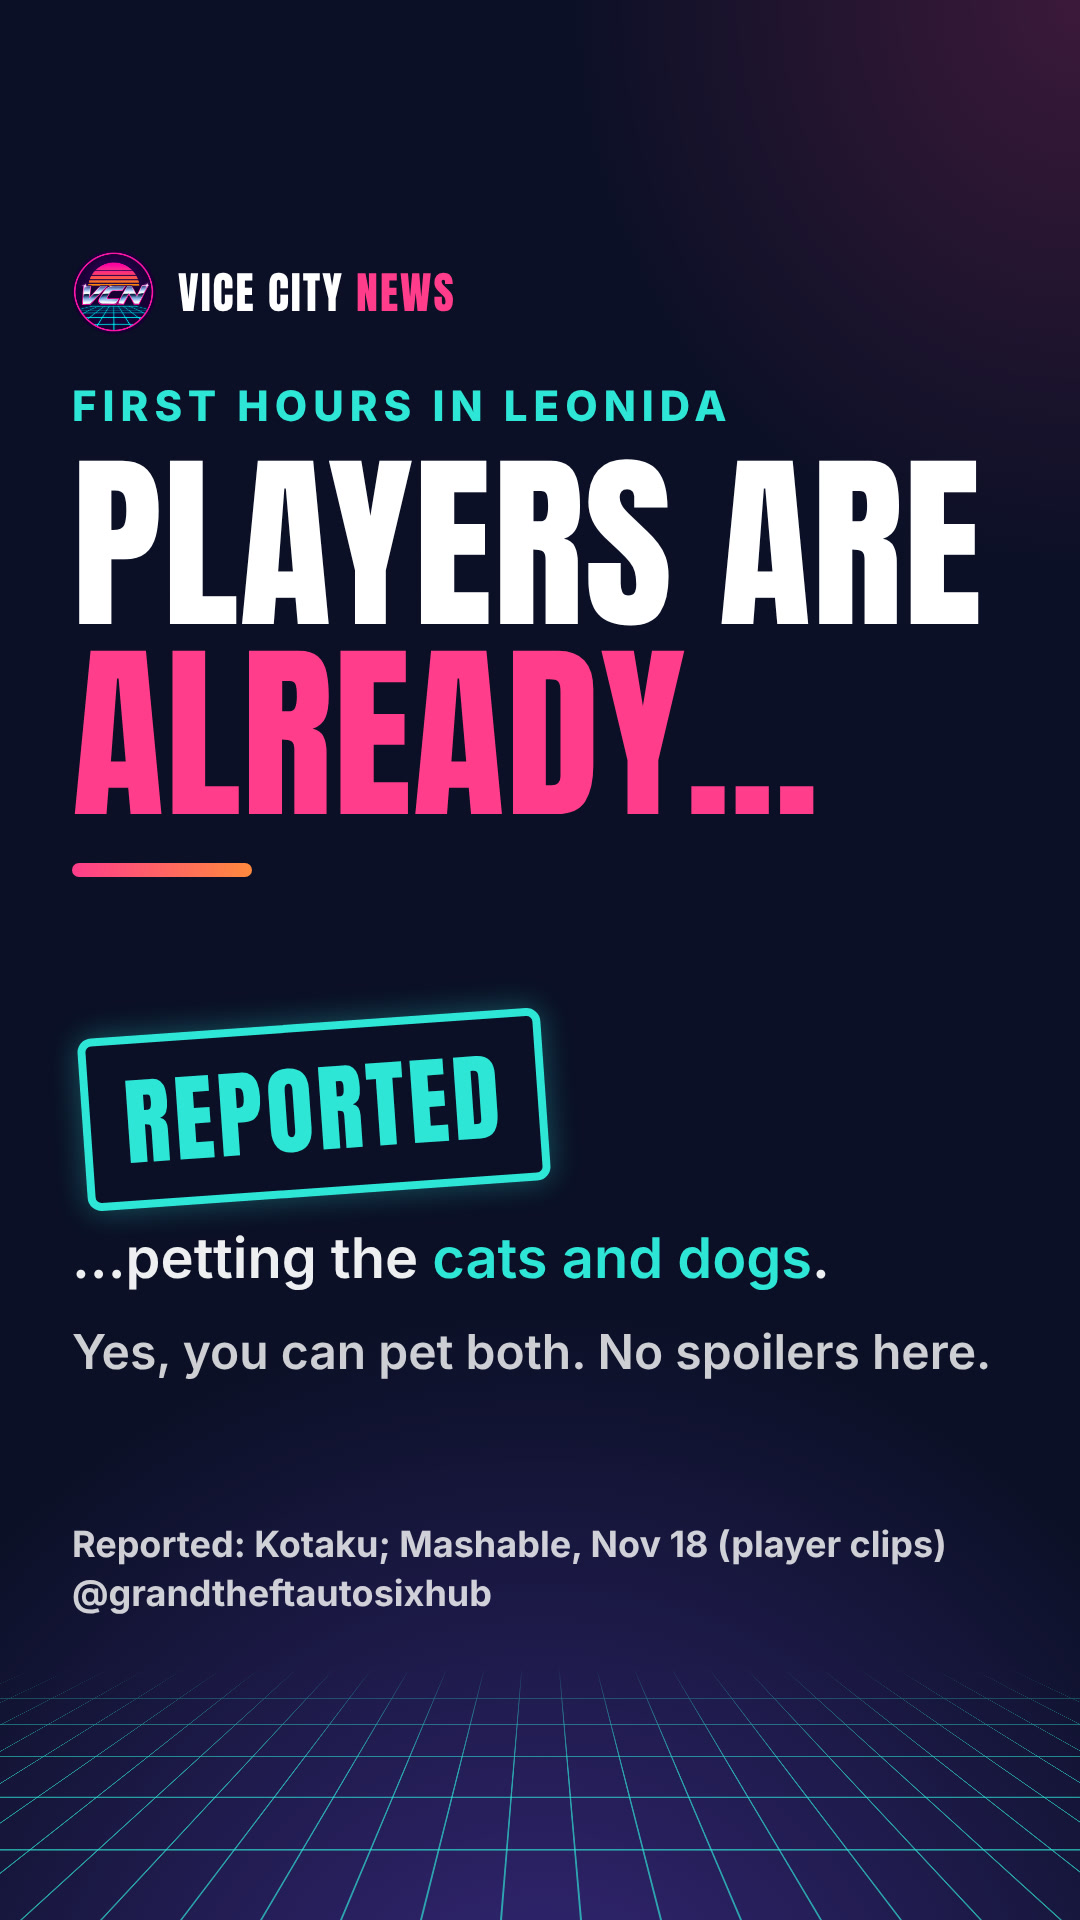 VCN
VICE CITY NEWS
FIRST HOURS IN LEONIDA
PLAYERS ARE
ALREADY...
REPORTED
...petting the cats and dogs.
Yes, you can pet both. No spoilers here.
Reported: Kotaku; Mashable, Nov 18 (player clips)
@grandtheftautosixhub